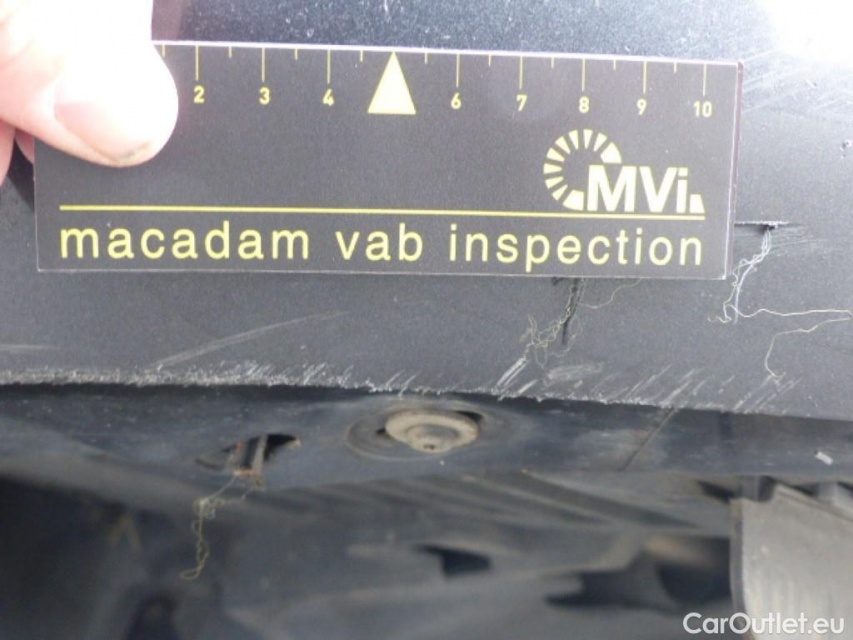 2 3 4 6 7 8 9 10
MVi
macadam vab inspection
CarOutlet.eu